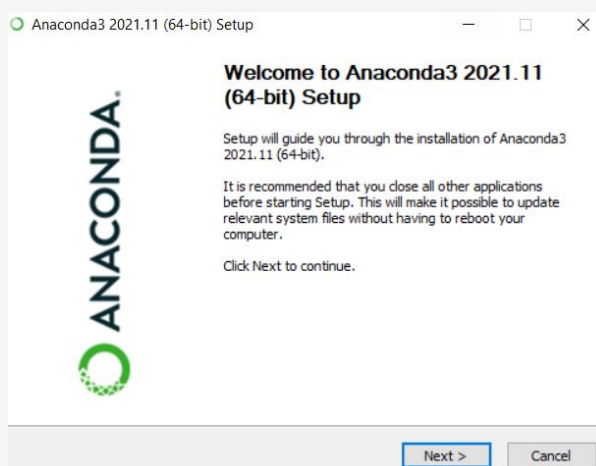 Anaconda3 2021.11 (64-bit) Setup
Welcome to Anaconda3 2021.11
(64-bit) Setup
Setup will guide you through the installation of Anaconda3
2021.11 (64-bit).
It is recommended that you close all other applications
before starting Setup. This will make it possible to update
relevant system files without having to reboot your
computer.
Click Next to continue.
ANACONDA.
Next >
Cancel